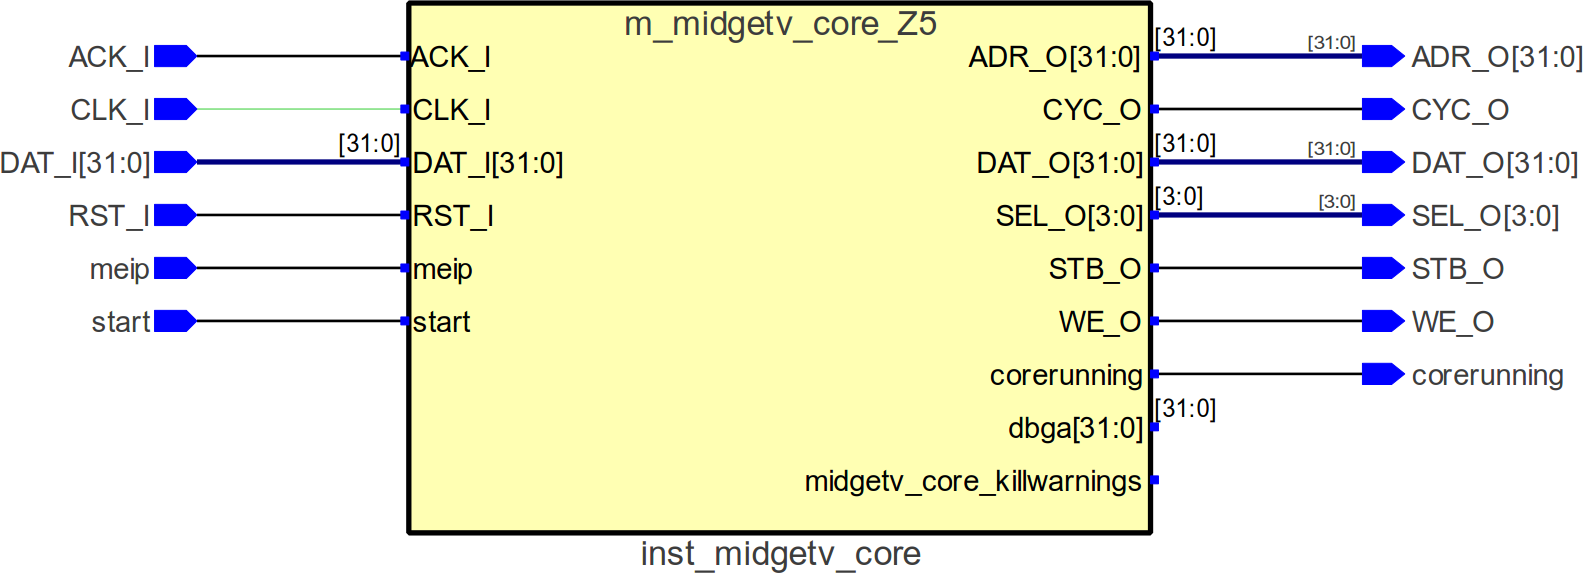 m_midgetv_core_Z5
ACK_I ACK_I ADR_O[31:0] [31:0] [31:0] ADR_O[31:0]
CLK_I CLK_I CYC_O CYC_O
DAT_I[31:0] [31:0] DAT_I[31:0] DAT_O[31:0] [31:0] [31:0] DAT_O[31:0]
RST_I RST_I SEL_O[3:0] [3:0] [3:0] SEL_O[3:0]
meip meip STB_O STB_O
start start WE_O WE_O
corerunning corerunning
dbga[31:0] [31:0]
midgetv_core_killwarnings
inst_midgetv_core